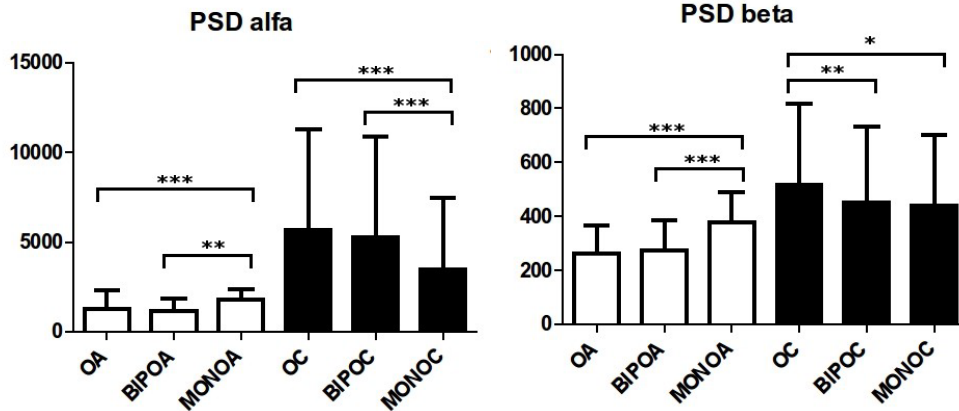 PSD alfa
15000
10000
5000
0
***
**
***
***
OA
BIPOA
MONOA
OC
BIPOC
MONOC
PSD beta
1000
800
600
400
200
0
***
***
*
**
OA
BIPOA
MONOA
OC
BIPOC
MONOC